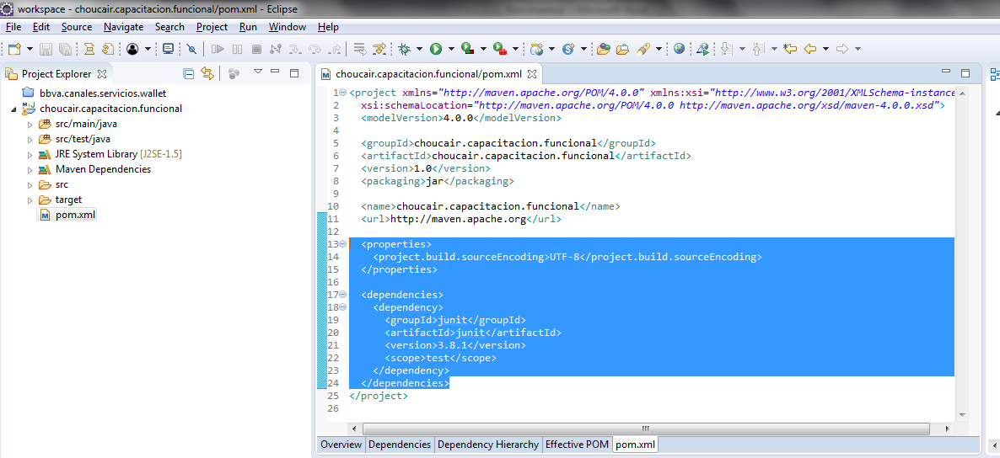 workspace - choucair.capacitacion.funcional/pom.xml - Eclipse
File Edit Source Navigate Search Project Run Window Help
Project Explorer
bbva.canales.servicios.wallet
choucair.capacitacion.funcional
src/main/java
src/test/java
JRE System Library [J2SE-1.5]
Maven Dependencies
src
target
pom.xml
choucair.capacitacion.funcional/pom.xml
1 <project xmlns="http://maven.apache.org/POM/4.0.0" xmlns:xsi="http://www.w3.org/2001/XMLSchema-instance
2 xsi:schemaLocation="http://maven.apache.org/POM/4.0.0 http://maven.apache.org/xsd/maven-4.0.0.xsd">
3 <modelVersion>4.0.0</modelVersion>
4
5 <groupId>choucair.capacitacion.funcional</groupId>
6 <artifactId>choucair.capacitacion.funcional</artifactId>
7 <version>1.0</version>
8 <packaging>jar</packaging>
9
10 <name>choucair.capacitacion.funcional</name>
11 <url>http://maven.apache.org</url>
12
13 <properties>
14 <project.build.sourceEncoding>UTF-8</project.build.sourceEncoding>
15 </properties>
16
17 <dependencies>
18 <dependency>
19 <groupId>junit</groupId>
20 <artifactId>junit</artifactId>
21 <version>3.8.1</version>
22 <scope>test</scope>
23 </dependency>
24 </dependencies>
25 </project>
26
Overview Dependencies Dependency Hierarchy Effective POM pom.xml